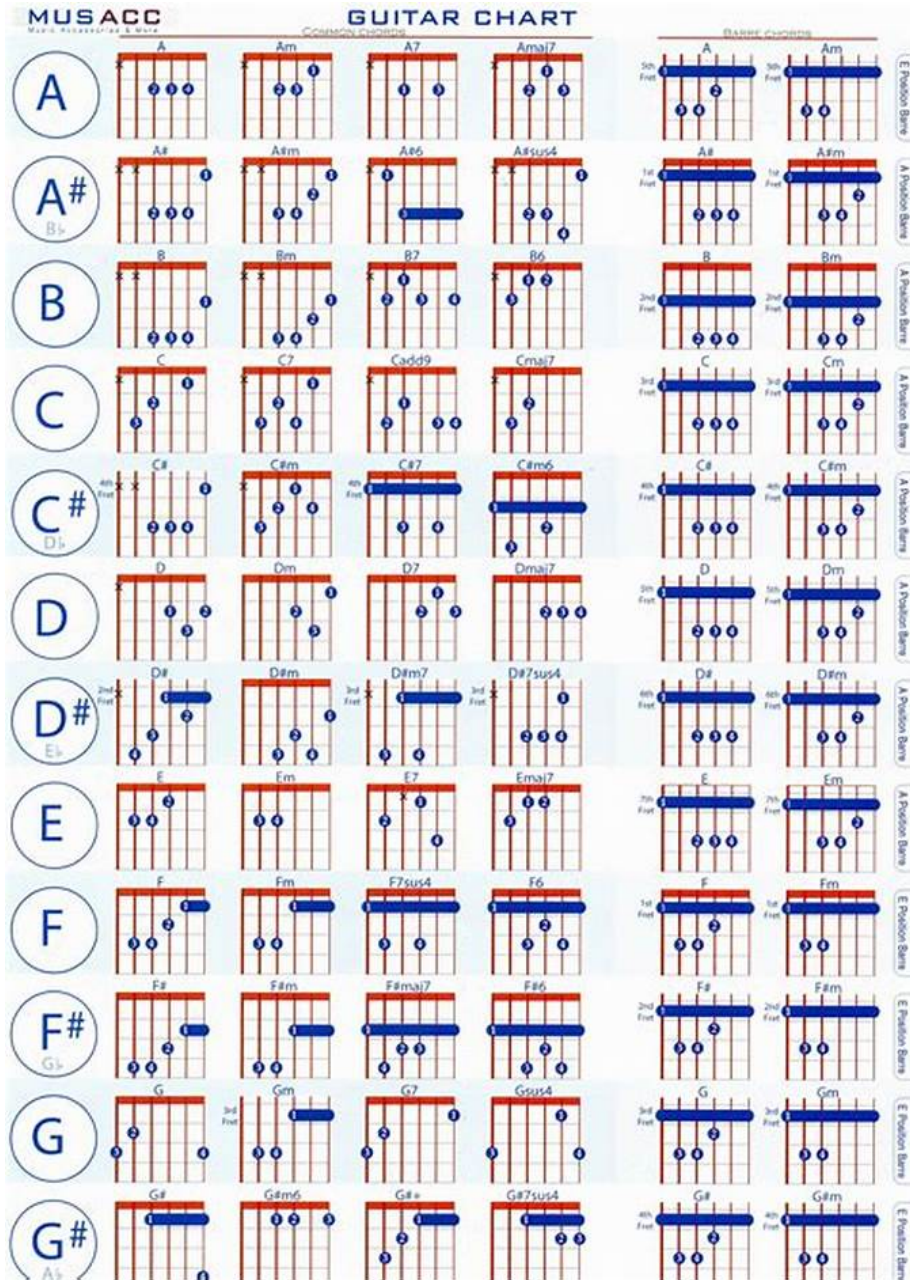 MUSACC GUITAR CHART
Music Accessories & More COMMON CHORDS BARRE CHORDS
A Am A7 Amaj7 A Am
A 5th Fret 5th Fret E Position Barre
A# A#m A#6 A#sus4 A# A#m
A# B♭ 1st Fret 1st Fret A Position Barre
B Bm B7 B6 B Bm
B 2nd Fret 2nd Fret A Position Barre
C C7 Cadd9 Cmaj7 C Cm
C 3rd Fret 3rd Fret A Position Barre
C# C#m C#7 C#m6 C# C#m
C# D♭ 4th Fret 4th Fret 4th Fret 4th Fret A Position Barre
D Dm D7 Dmaj7 D Dm
D 5th Fret 5th Fret A Position Barre
D# D#m D#m7 D#7sus4 D# D#m
D# E♭ 2nd Fret 3rd Fret 3rd Fret 6th Fret 6th Fret A Position Barre
E Em E7 Emaj7 E Em
E 7th Fret 7th Fret A Position Barre
F Fm F7sus4 F6 F Fm
F 1st Fret 1st Fret E Position Barre
F# F#m F#maj7 F#6 F# F#m
F# G♭ 2nd Fret 2nd Fret E Position Barre
G Gm G7 Gsus4 G Gm
G 3rd Fret 3rd Fret 3rd Fret E Position Barre
G# G#m6 G#+ G#7sus4 G# G#m
G# A♭ 4th Fret 4th Fret E Position Barre